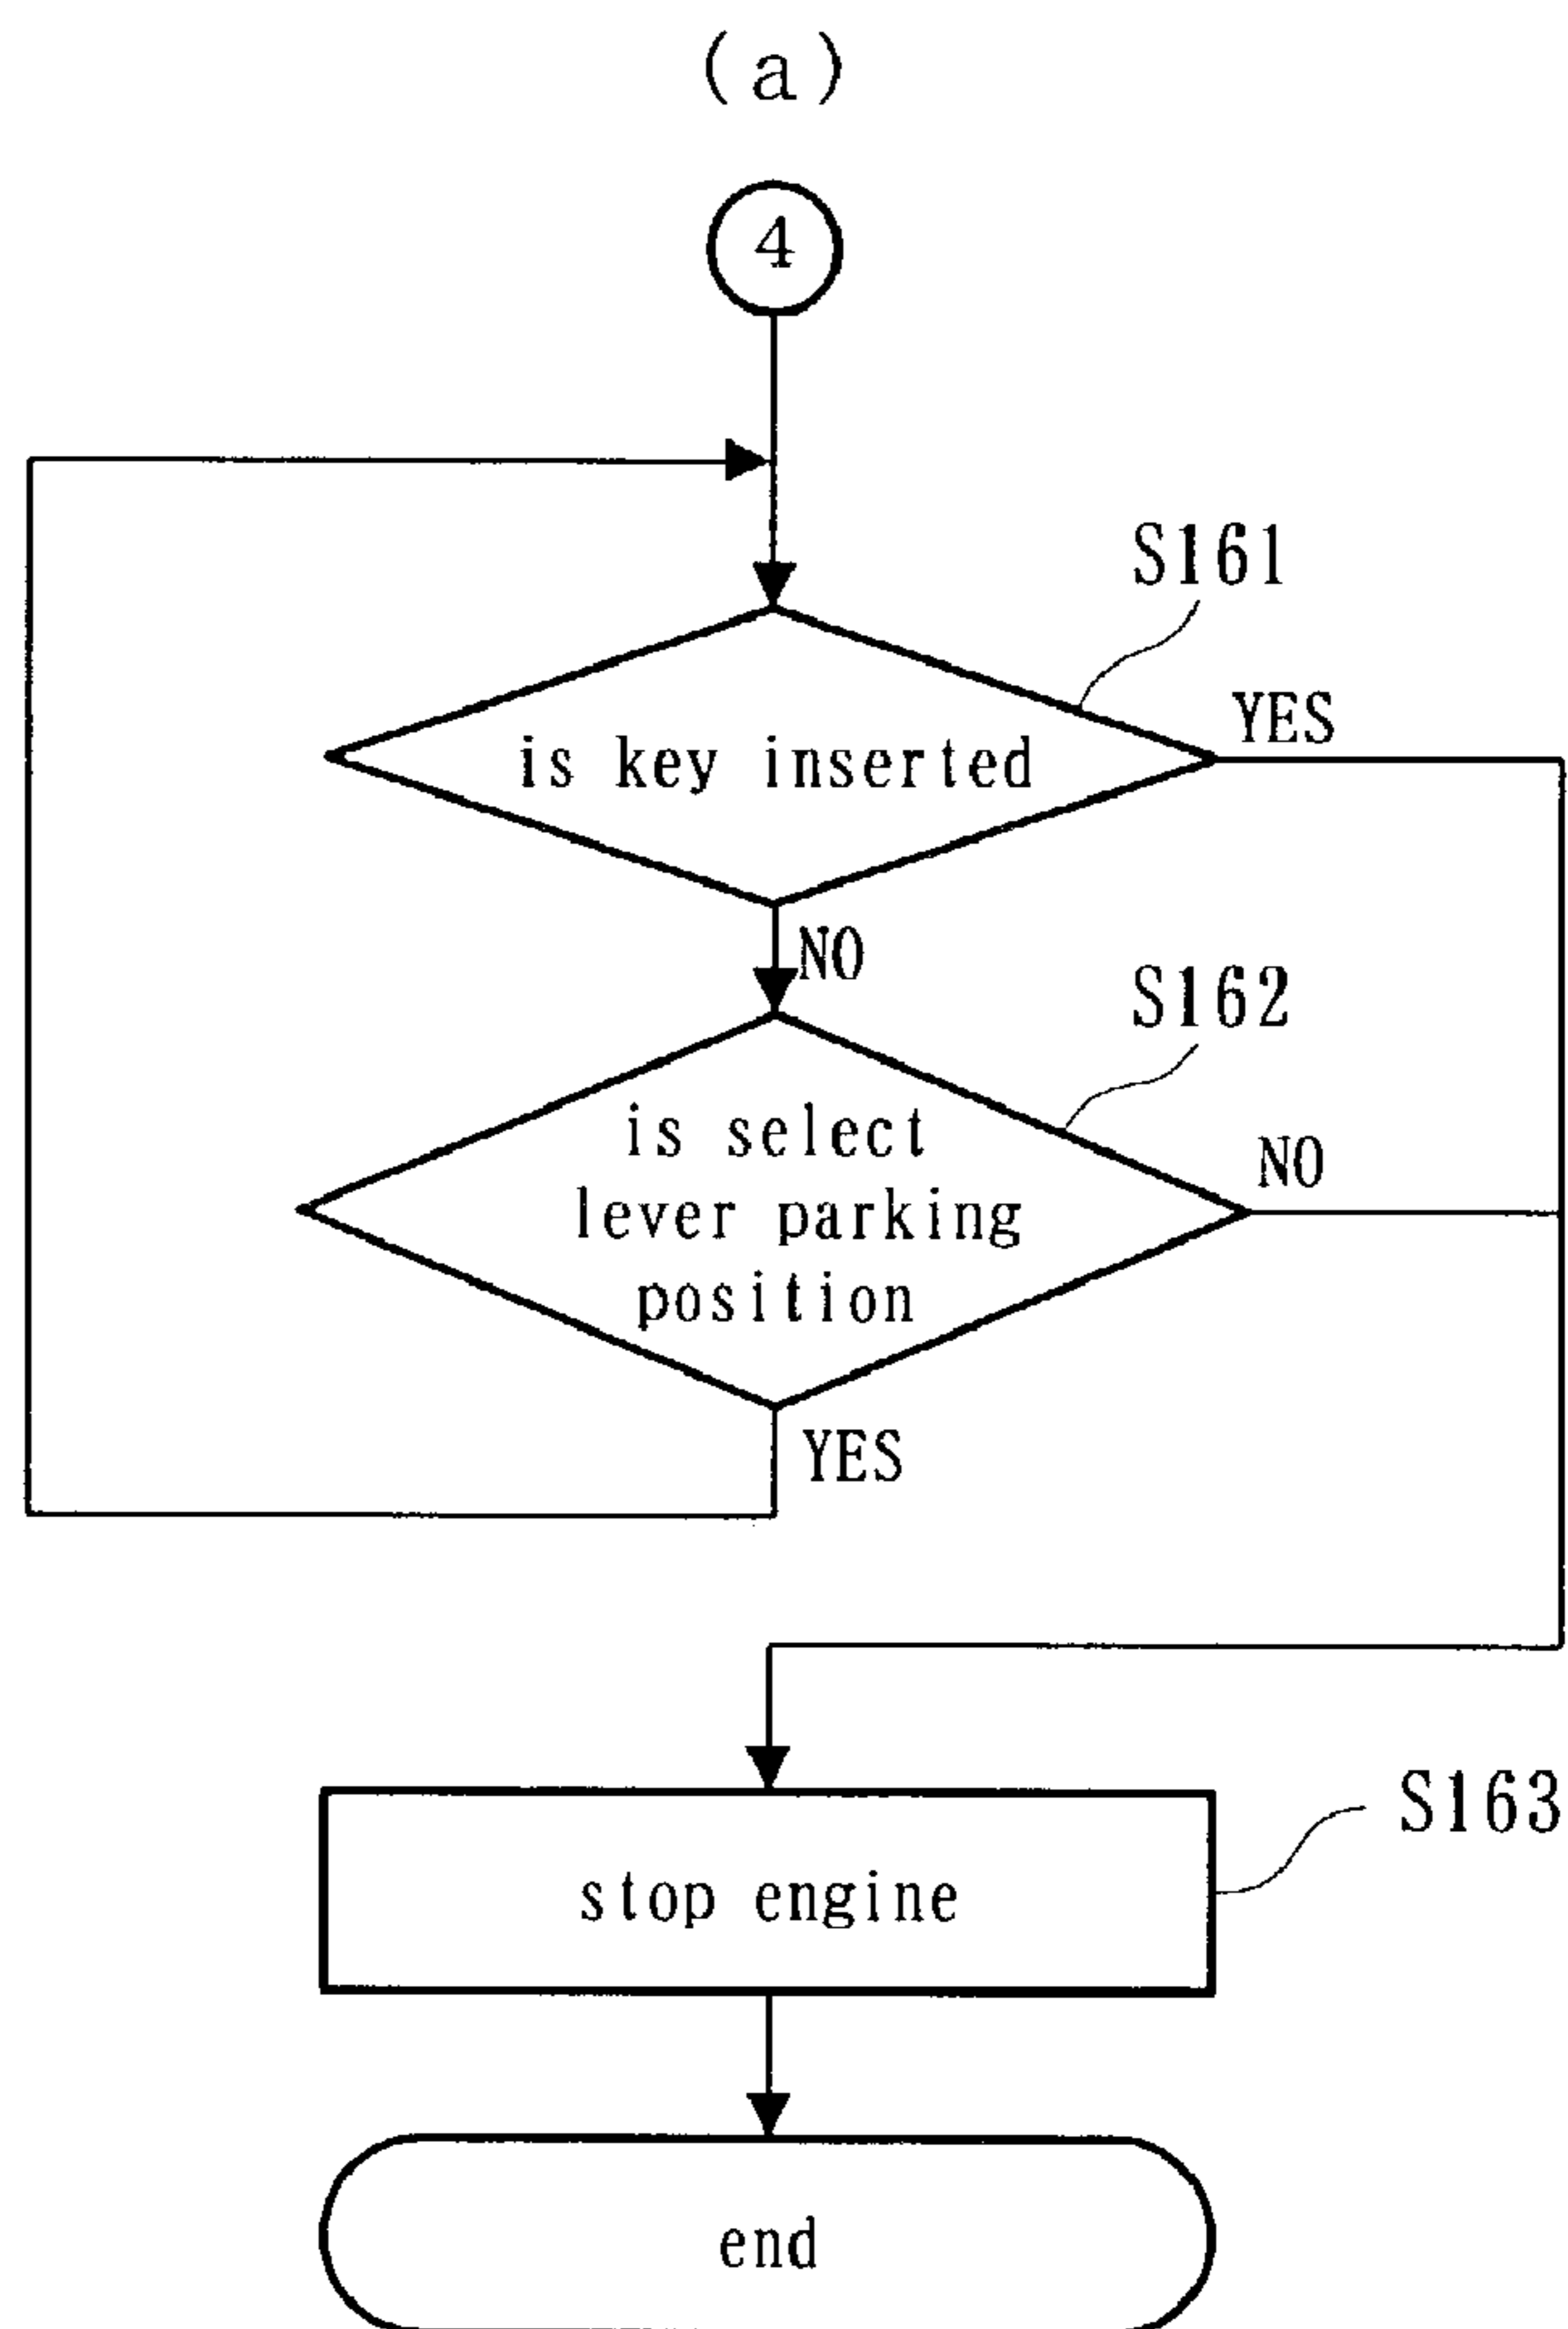 (a)
4
S161
YES
is key inserted
NO
S162
is select
NO
lever parking
position
YES
S163
stop engine
end